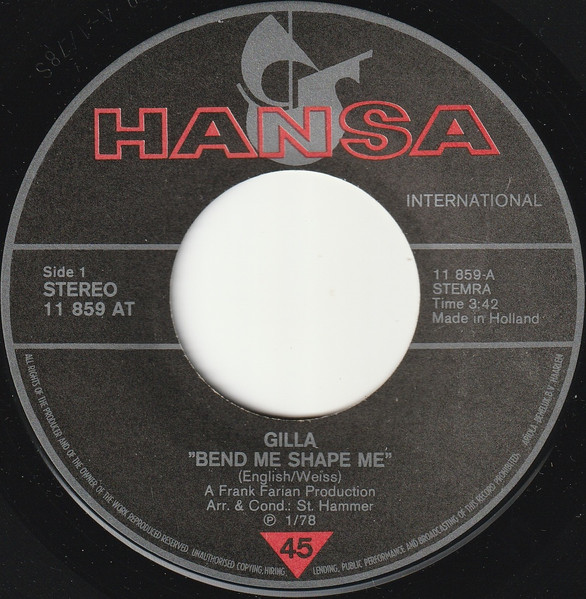 HANSA
INTERNATIONAL
Side 1
STEREO
11 859 AT
11 859-A
STEMRA
Time 3:42
Made in Holland
GILLA
"BEND ME SHAPE ME"
(English/Weiss)
A Frank Farian Production
Arr. & Cond.: St. Hammer
℗ 1/78
45
ALL RIGHTS OF THE PRODUCER AND OF THE OWNER OF THE WORK REPRODUCED RESERVED. UNAUTHORISED COPYING, HIRING, LENDING, PUBLIC PERFORMANCE AND BROADCASTING OF THIS RECORD PROHIBITED.